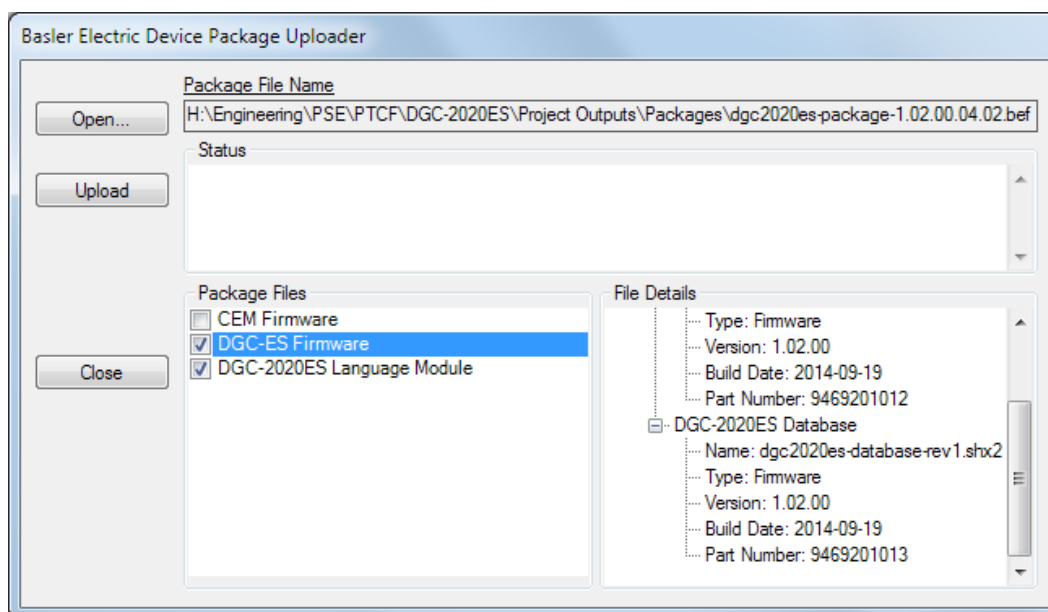 Basler Electric Device Package Uploader
Package File Name
Open...
H:\Engineering\PSE\PTCF\DGC-2020ES\Project Outputs\Packages\dgc2020es-package-1.02.00.04.02.bef
Status
Upload
Package Files
CEM Firmware
DGC-ES Firmware
DGC-2020ES Language Module
Close
File Details
Type: Firmware
Version: 1.02.00
Build Date: 2014-09-19
Part Number: 9469201012
DGC-2020ES Database
Name: dgc2020es-database-rev1.shx2
Type: Firmware
Version: 1.02.00
Build Date: 2014-09-19
Part Number: 9469201013